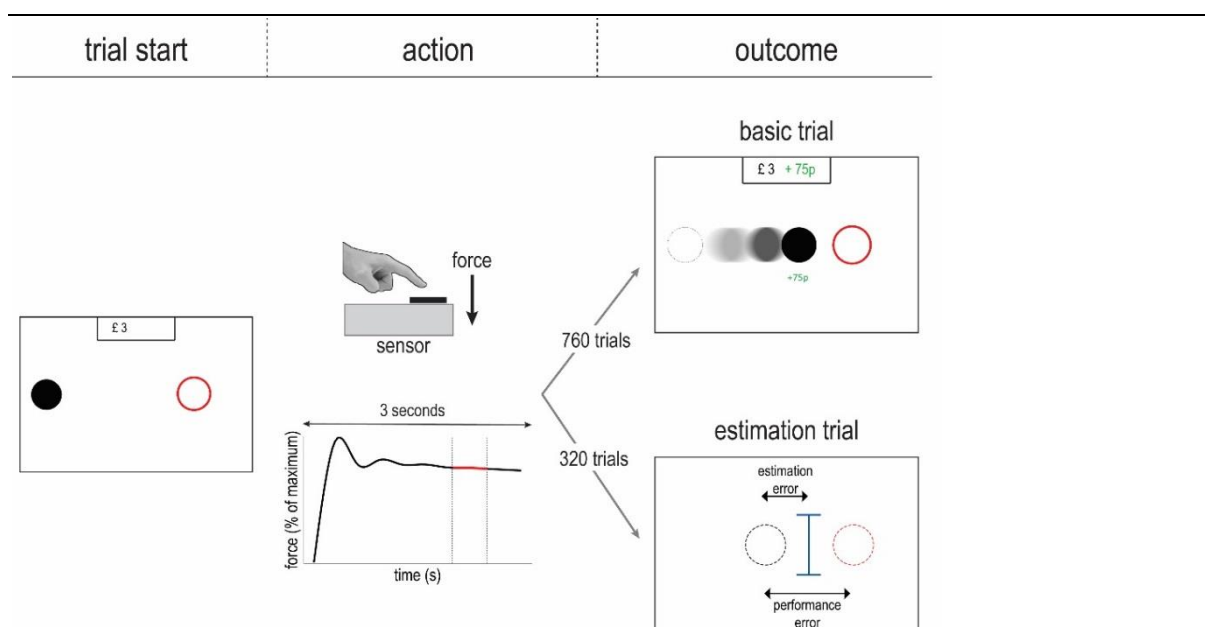 trial start
action
outcome
basic trial
£ 3 + 75p
+75p
force
sensor
£ 3
760 trials
3 seconds
force (% of maximum)
time (s)
320 trials
estimation trial
estimation
error
performance
error